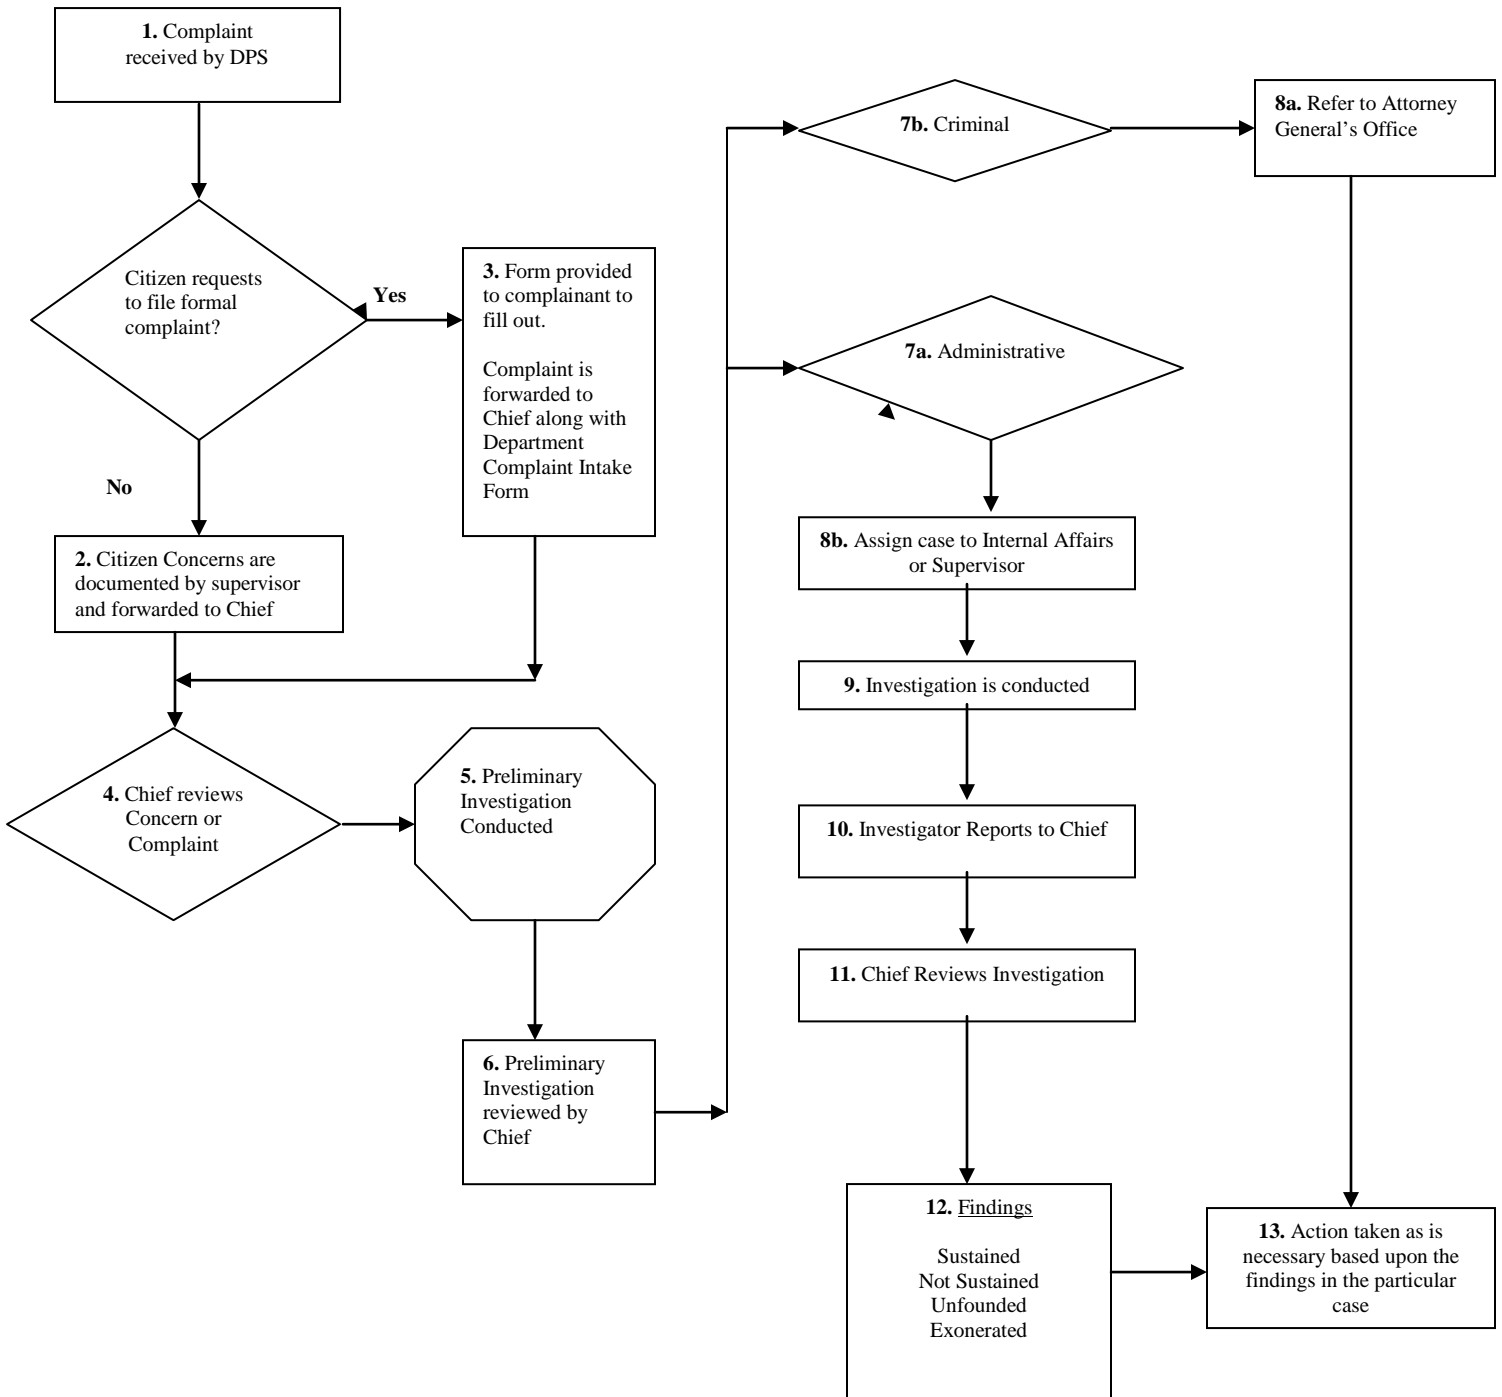 1. Complaint
received by DPS
Citizen requests
to file formal
complaint?
Yes
No
2. Citizen Concerns are
documented by supervisor
and forwarded to Chief
3. Form provided
to complainant to
fill out.
Complaint is
forwarded to
Chief along with
Department
Complaint Intake
Form
4. Chief reviews
Concern or
Complaint
5. Preliminary
Investigation
Conducted
6. Preliminary
Investigation
reviewed by
Chief
7b. Criminal
8a. Refer to Attorney
General’s Office
7a. Administrative
8b. Assign case to Internal Affairs
or Supervisor
9. Investigation is conducted
10. Investigator Reports to Chief
11. Chief Reviews Investigation
12. Findings
Sustained
Not Sustained
Unfounded
Exonerated
13. Action taken as is
necessary based upon the
findings in the particular
case